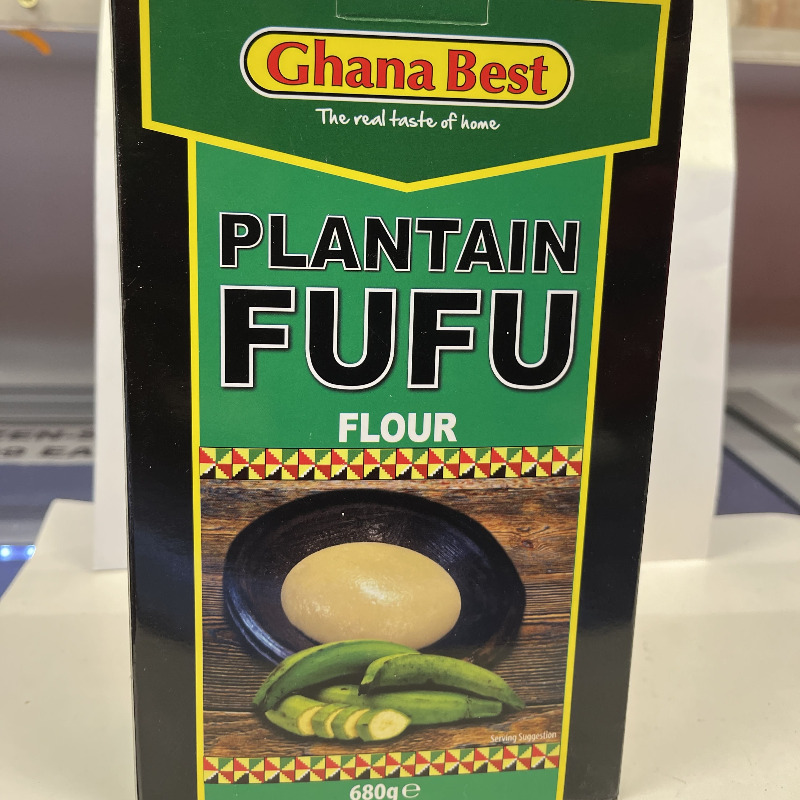 Ghana Best
The real taste of home
PLANTAIN
FUFU
FLOUR
Serving Suggestion
680g ℮